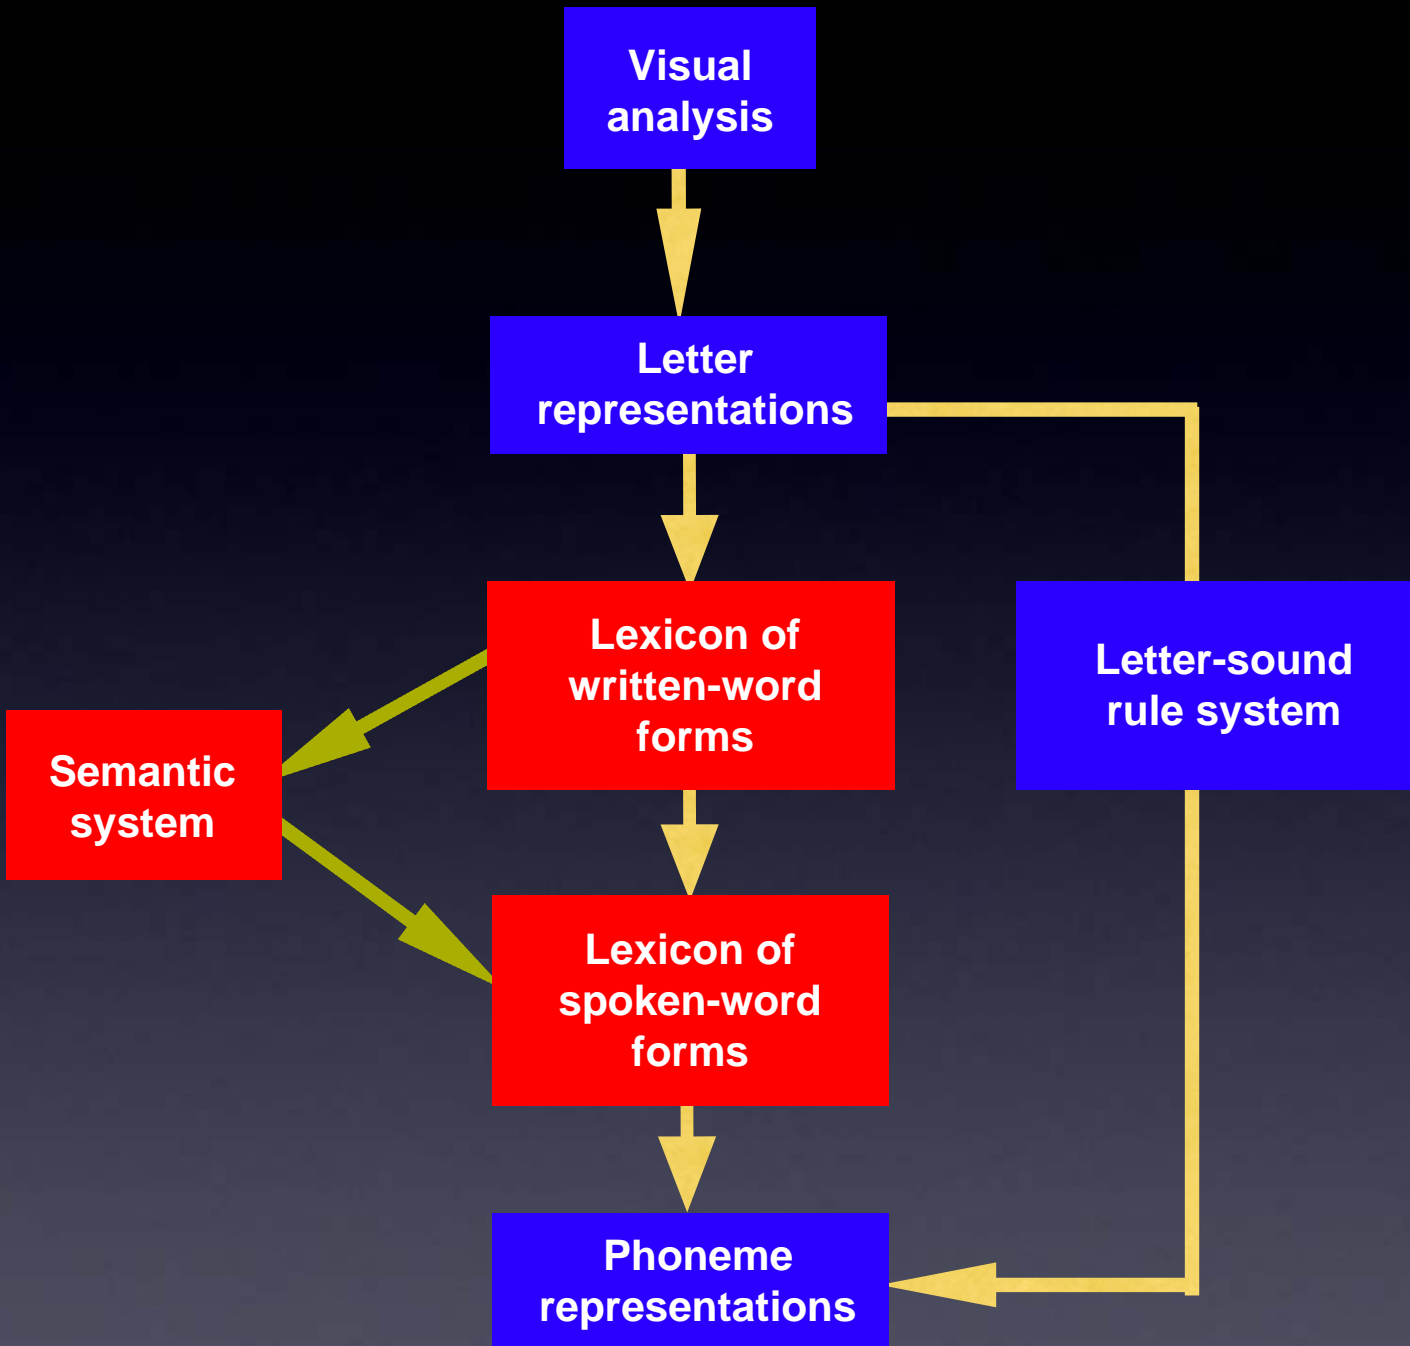 Visual
analysis
Letter
representations
Lexicon of
written-word
forms
Letter-sound
rule system
Semantic
system
Lexicon of
spoken-word
forms
Phoneme
representations